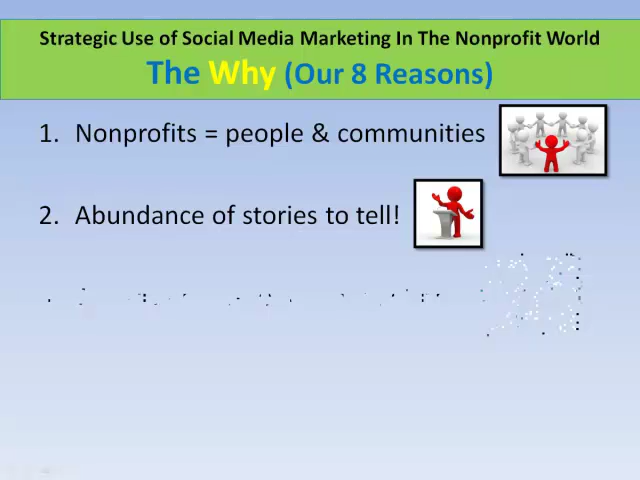 Strategic Use of Social Media Marketing In The Nonprofit World
The Why (Our 8 Reasons)
1. Nonprofits = people & communities
2. Abundance of stories to tell!